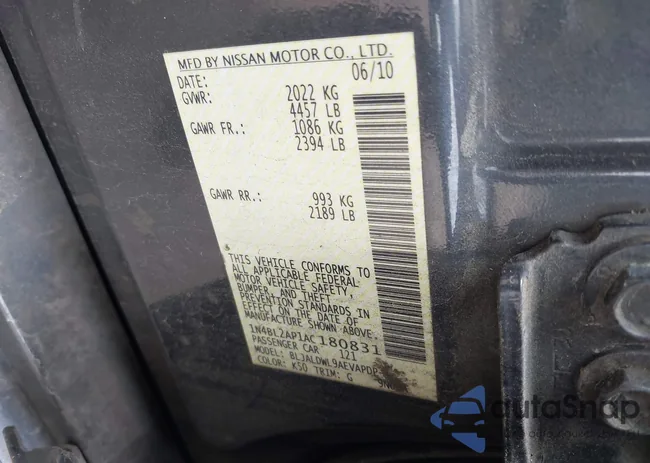 MFD BY NISSAN MOTOR CO., LTD.
DATE: 06/10
GVWR: 2022 KG
4457 LB
GAWR FR.: 1086 KG
2394 LB
GAWR RR.: 993 KG
2189 LB
THIS VEHICLE CONFORMS TO
ALL APPLICABLE FEDERAL
MOTOR VEHICLE SAFETY,
BUMPER, AND THEFT
PREVENTION STANDARDS IN
EFFECT ON THE DATE OF
MANUFACTURE SHOWN ABOVE.
1N4BL2AP1AC180831
PASSENGER CAR 121
MODEL: BLJALDWL9AEVAPDP
COLOR: K50 TRIM: G
autoSnap